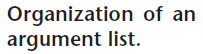 Organization of an
argument list.